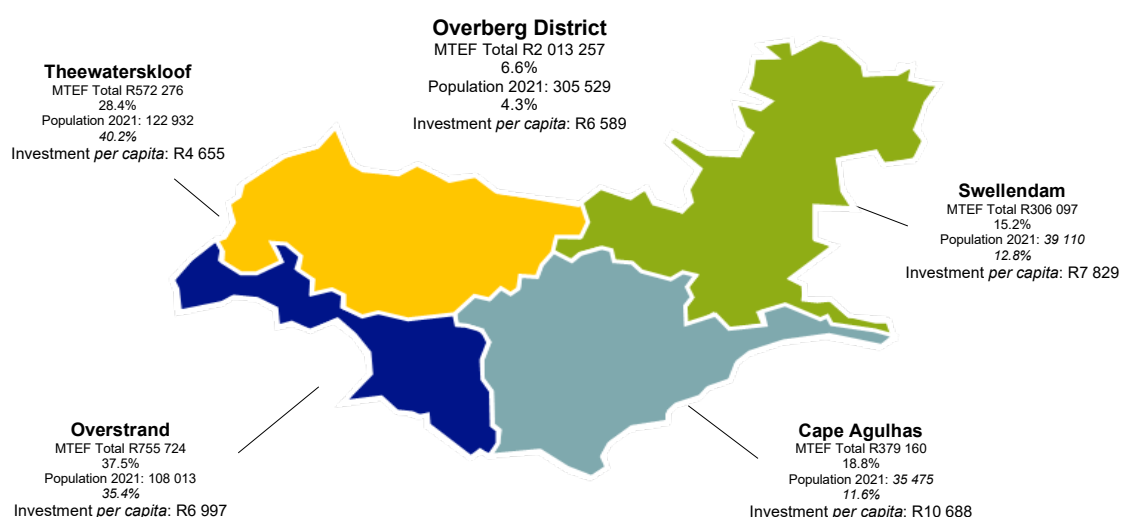 Overberg District
MTEF Total R2 013 257
6.6%
Population 2021: 305 529
4.3%
Investment per capita: R6 589
Theewaterskloof
MTEF Total R572 276
28.4%
Population 2021: 122 932
40.2%
Investment per capita: R4 655
Swellendam
MTEF Total R306 097
15.2%
Population 2021: 39 110
12.8%
Investment per capita: R7 829
Overstrand
MTEF Total R755 724
37.5%
Population 2021: 108 013
35.4%
Investment per capita: R6 997
Cape Agulhas
MTEF Total R379 160
18.8%
Population 2021: 35 475
11.6%
Investment per capita: R10 688